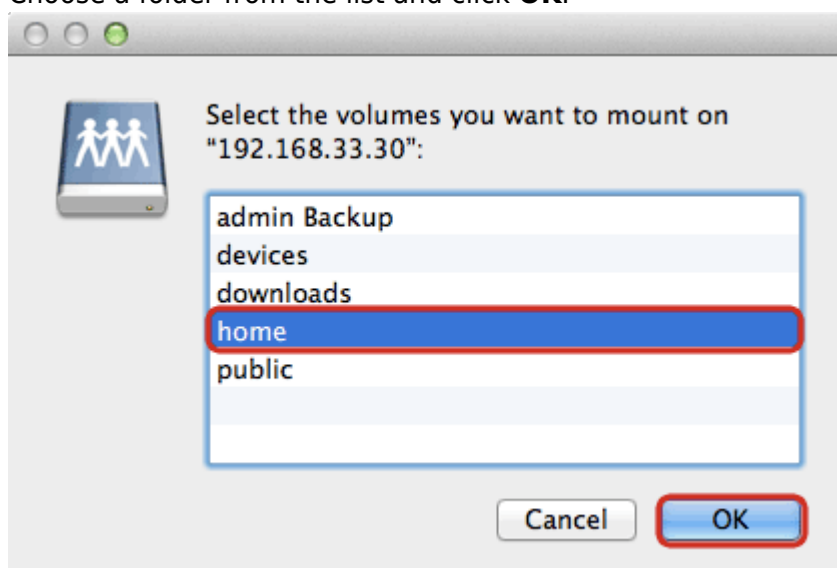 Choose a folder from the list and click OK.
Select the volumes you want to mount on
"192.168.33.30":
admin Backup
devices
downloads
home
public
Cancel
OK